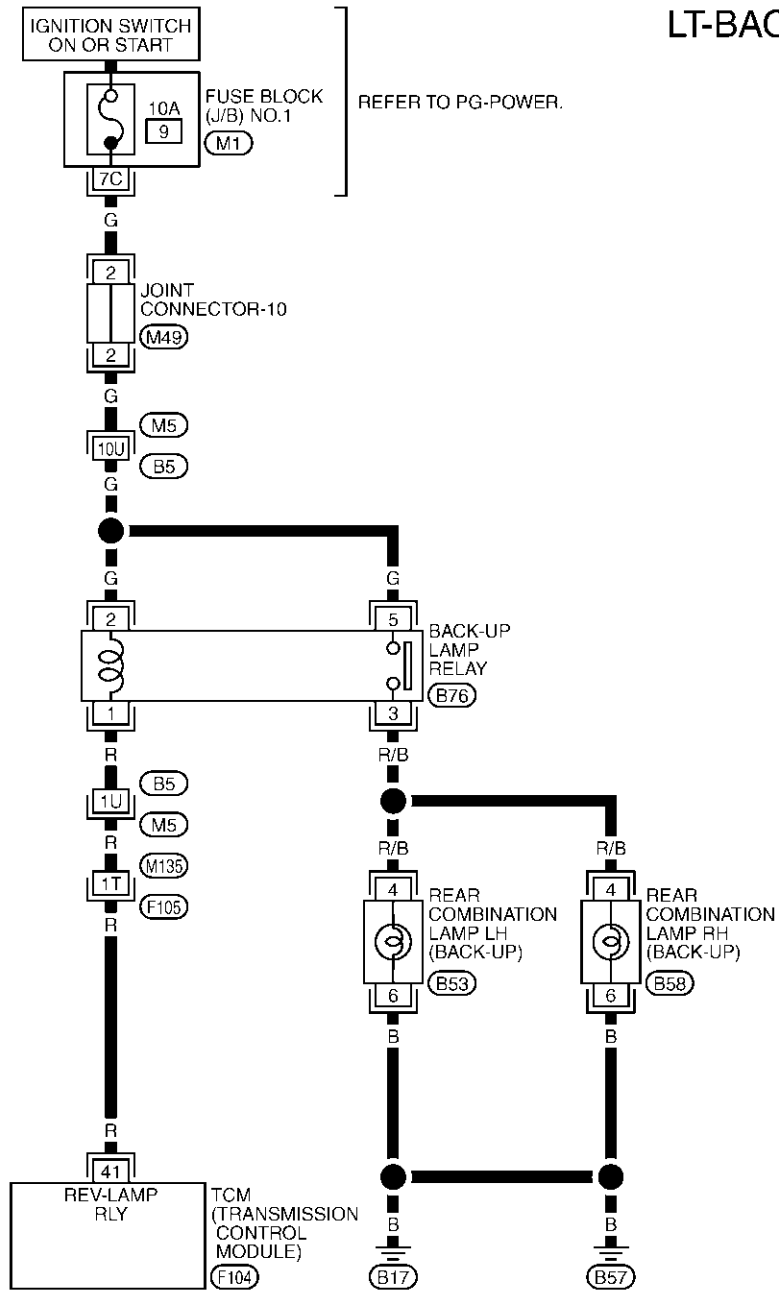 LT-BAC
IGNITION SWITCH
ON OR START
10A
9
FUSE BLOCK
(J/B) NO.1
M1
REFER TO PG-POWER.
7C
G
2
JOINT
CONNECTOR-10
M49
2
G
M5
10U
B5
G
G
G
2
5
BACK-UP
LAMP
RELAY
B76
1
3
R
R/B
B5
1U
M5
R
M135
1T
F105
R
R/B
R/B
4
REAR
COMBINATION
LAMP LH
(BACK-UP)
B53
6
B
4
REAR
COMBINATION
LAMP RH
(BACK-UP)
B58
6
B
R
41
REV-LAMP
RLY
TCM
(TRANSMISSION
CONTROL
MODULE)
F104
B
B17
B
B57